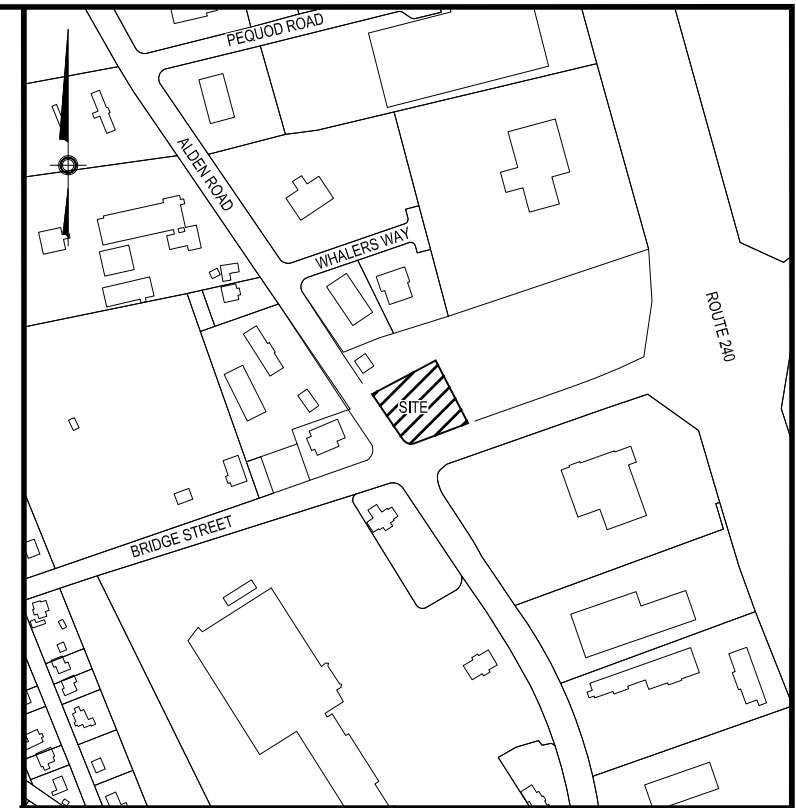 PEQUOD ROAD
ALDEN ROAD
WHALERS WAY
ROUTE 240
SITE
BRIDGE STREET